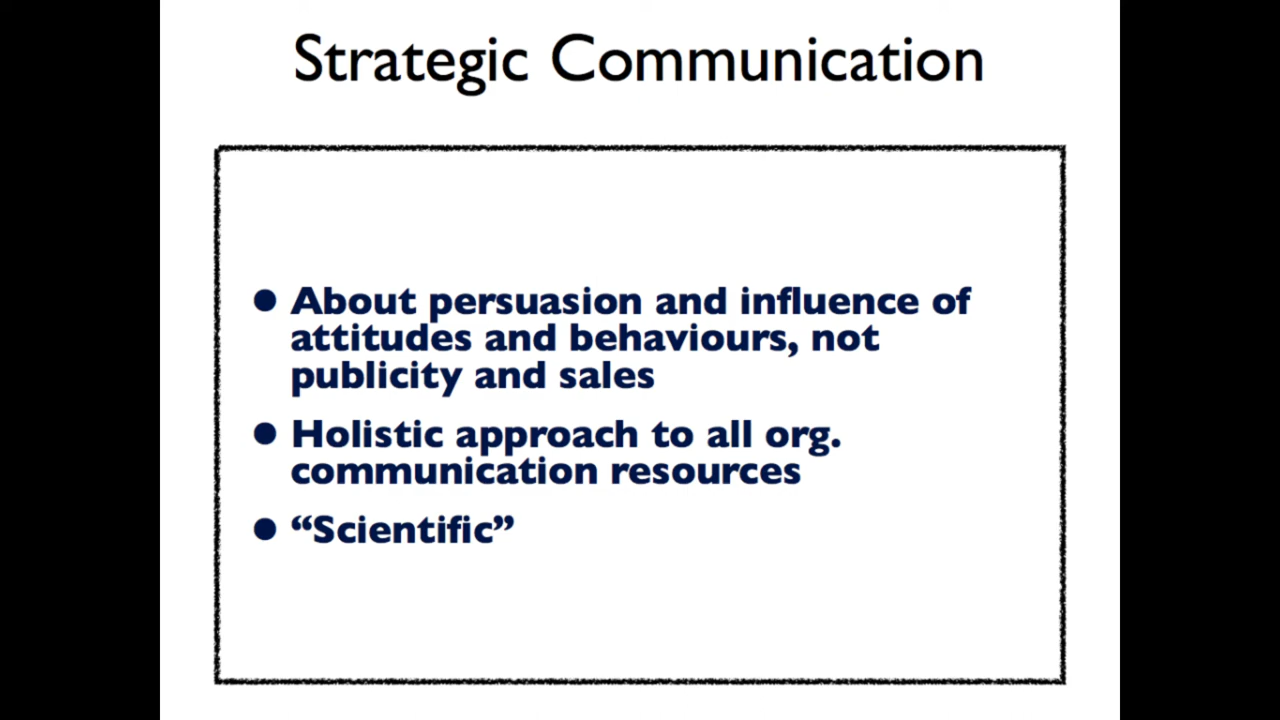 Strategic Communication
● About persuasion and influence of
attitudes and behaviours, not
publicity and sales
● Holistic approach to all org.
communication resources
● “Scientific”